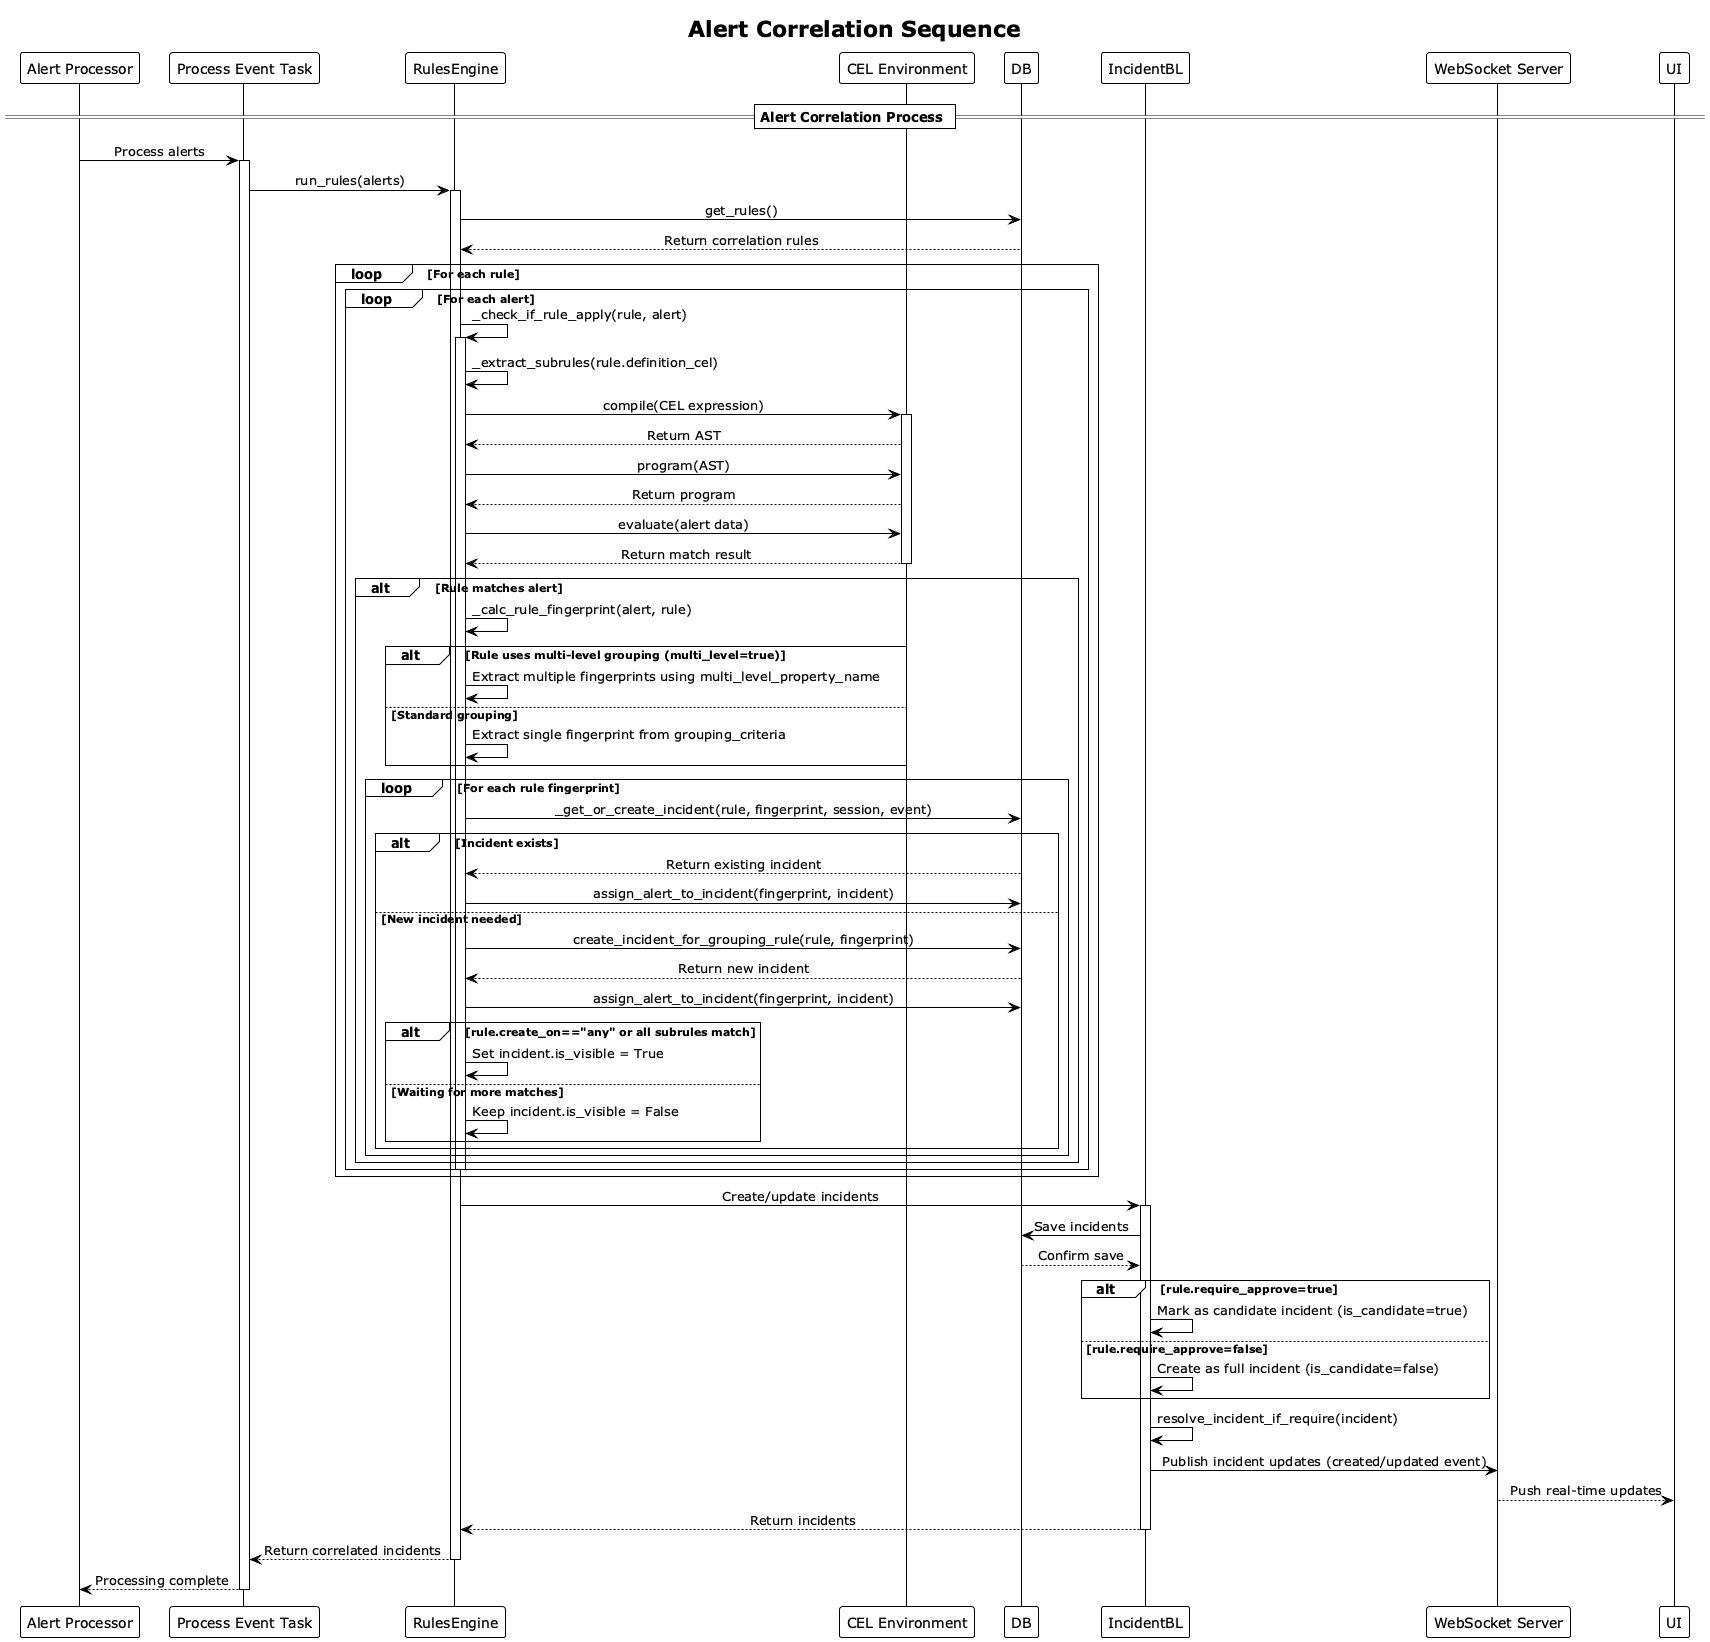 Alert Correlation Sequence
Alert Processor
Process Event Task
RulesEngine
CEL Environment
DB
IncidentBL
WebSocket Server
UI
Alert Correlation Process
Process alerts
run_rules(alerts)
get_rules()
Return correlation rules
loop [For each rule]
loop [For each alert]
_check_if_rule_apply(rule, alert)
_extract_subrules(rule.definition_cel)
compile(CEL expression)
Return AST
program(AST)
Return program
evaluate(alert data)
Return match result
alt [Rule matches alert]
_calc_rule_fingerprint(alert, rule)
alt [Rule uses multi-level grouping (multi_level=true)]
Extract multiple fingerprints using multi_level_property_name
[Standard grouping]
Extract single fingerprint from grouping_criteria
loop [For each rule fingerprint]
_get_or_create_incident(rule, fingerprint, session, event)
alt [Incident exists]
Return existing incident
assign_alert_to_incident(fingerprint, incident)
[New incident needed]
create_incident_for_grouping_rule(rule, fingerprint)
Return new incident
assign_alert_to_incident(fingerprint, incident)
alt [rule.create_on=="any" or all subrules match]
Set incident.is_visible = True
[Waiting for more matches]
Keep incident.is_visible = False
Create/update incidents
Save incidents
Confirm save
alt [rule.require_approve=true]
Mark as candidate incident (is_candidate=true)
[rule.require_approve=false]
Create as full incident (is_candidate=false)
resolve_incident_if_require(incident)
Publish incident updates (created/updated event)
Push real-time updates
Return incidents
Return correlated incidents
Processing complete
Alert Processor
Process Event Task
RulesEngine
CEL Environment
DB
IncidentBL
WebSocket Server
UI